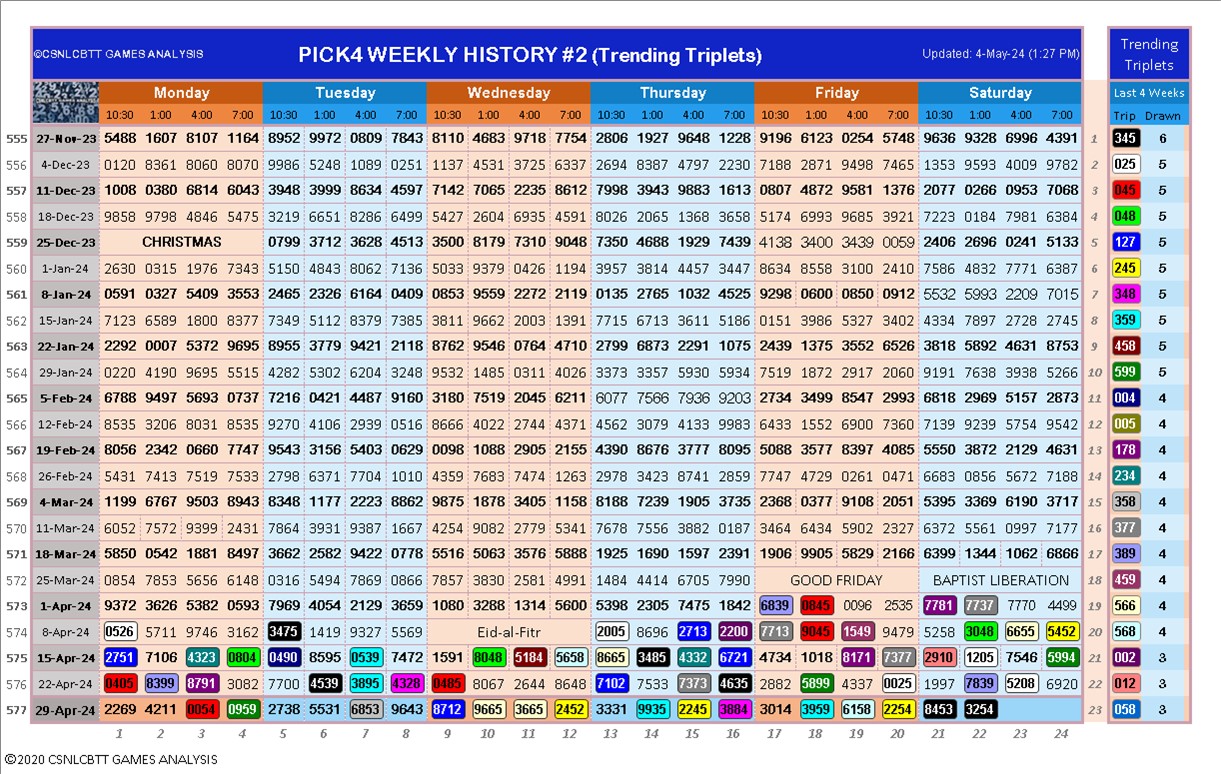 ©CSNLCBTT GAMES ANALYSIS PICK4 WEEKLY HISTORY #2 (Trending Triplets) Updated: 4-May-24 (1:27 PM) Trending Triplets
Monday Tuesday Wednesday Thursday Friday Saturday Last 4 Weeks
10:30 1:00 4:00 7:00 10:30 1:00 4:00 7:00 10:30 1:00 4:00 7:00 10:30 1:00 4:00 7:00 10:30 1:00 4:00 7:00 10:30 1:00 4:00 7:00 Trip Drawn
555 27-Nov-23 5488 1607 8107 1164 8952 9972 0809 7843 8110 4683 9718 7754 2806 1927 9648 1228 9196 6123 0254 5748 9636 9328 6996 4391 1 345 6
556 4-Dec-23 0120 8361 8060 8070 9986 5248 1089 0251 1137 4531 3725 6337 2694 8387 4797 2230 7188 2871 9498 7465 1353 9593 4009 9782 2 025 5
557 11-Dec-23 1008 0380 6814 6043 3948 3999 8634 4597 7142 7065 2235 8612 7998 3943 9883 1613 0807 4872 9581 1376 2077 0266 0953 7068 3 045 5
558 18-Dec-23 9858 9798 4846 5475 3219 6651 8286 6499 5427 2604 6935 4591 8026 2065 1368 3658 5174 6993 9685 3921 7223 0184 7981 6384 4 048 5
559 25-Dec-23 CHRISTMAS 0799 3712 3628 4513 3500 8179 7310 9048 7350 4688 1929 7439 4138 3400 3439 0059 2406 2696 0241 5133 5 127 5
560 1-Jan-24 2630 0315 1976 7343 5150 4843 8062 7136 5033 9379 0426 1194 3957 3814 4457 3447 8634 8558 3100 2410 7586 4832 7771 6387 6 245 5
561 8-Jan-24 0591 0327 5409 3553 2465 2326 6164 0409 0853 9559 2272 2119 0135 2765 1032 4525 9298 0600 0850 0912 5532 5993 2209 7015 7 348 5
562 15-Jan-24 7123 6589 1800 8377 7349 5112 8379 7385 3811 9662 2003 1391 7715 6713 3611 5186 0151 3986 5327 3402 4334 7897 2728 2745 8 359 5
563 22-Jan-24 2292 0007 5372 9695 8955 3779 9421 2118 8762 9546 0764 4710 2799 6873 2291 1075 2439 1375 3552 6526 3818 5892 4631 8753 9 458 5
564 29-Jan-24 0220 4190 9695 5515 4282 5302 6204 3248 9532 1485 0311 4026 3373 3357 5930 5934 7519 1872 2917 2060 9191 7638 3938 5266 10 599 5
565 5-Feb-24 6788 9497 5693 0737 7216 0421 4487 9160 3180 7519 2045 6211 6077 7566 7936 9203 2734 3499 8547 2993 6818 2969 5157 2873 11 004 4
566 12-Feb-24 8535 3206 8031 8535 9270 4106 2939 0516 8666 4022 2744 4371 4562 3079 4133 9983 6433 1552 6900 7360 7139 9239 5754 9542 12 005 4
567 19-Feb-24 8056 2342 0660 7747 9543 3156 5403 0629 0098 1088 2905 2155 4390 8676 3777 8095 5088 3577 8397 4085 5550 3872 2129 4631 13 178 4
568 26-Feb-24 5431 7413 7519 7533 2798 6371 7704 1010 4359 7683 7474 1263 2978 3423 8741 2859 7747 4729 0261 0471 6683 0856 5672 7188 14 234 4
569 4-Mar-24 1199 6767 9503 8943 8348 1177 2223 8862 9875 1878 3405 1158 8188 7239 1905 3735 2368 0377 9108 2051 5395 3369 6190 3717 15 358 4
570 11-Mar-24 6052 7572 9399 2431 7864 3931 9387 1667 4254 9082 2779 5341 7678 7556 3882 0187 3464 6434 5902 2327 6372 5561 0997 7177 16 377 4
571 18-Mar-24 5850 0542 1881 8497 3662 2582 9422 0778 5516 5063 3576 5888 1925 1690 1597 2391 1906 9905 5829 2166 6399 1344 1062 6866 17 389 4
572 25-Mar-24 0854 7853 5656 6148 0316 5494 7869 0866 7857 3830 2581 4991 1484 4414 6705 7990 GOOD FRIDAY BAPTIST LIBERATION 18 459 4
573 1-Apr-24 9372 3626 5382 0593 7969 4054 2129 3659 1080 3288 1314 5600 5398 2305 7475 1842 6839 0845 0096 2535 7781 7737 7770 4499 19 566 4
574 8-Apr-24 0526 5711 9746 3162 3475 1419 9327 5569 Eid-al-Fitr 2005 8696 2713 2200 7713 9045 1549 9479 5258 3048 6655 5452 20 568 4
575 15-Apr-24 2751 7106 4323 0804 0490 8595 0539 7472 1591 8048 5184 5658 8665 3485 4332 6721 4734 1018 8171 7377 2910 1205 7546 5994 21 002 3
576 22-Apr-24 0405 8399 8791 3082 7700 4539 3895 4328 0485 8067 2644 8648 7102 7533 7373 4635 2882 5899 4337 0025 1997 7839 5208 6920 22 012 3
577 29-Apr-24 2269 4211 0054 0959 2738 5531 6853 9643 8712 9665 3665 2452 3331 9935 2245 3884 3014 3959 6158 2254 8453 3254 23 058 3
1 2 3 4 5 6 7 8 9 10 11 12 13 14 15 16 17 18 19 20 21 22 23 24
©2020 CSNLCBTT GAMES ANALYSIS